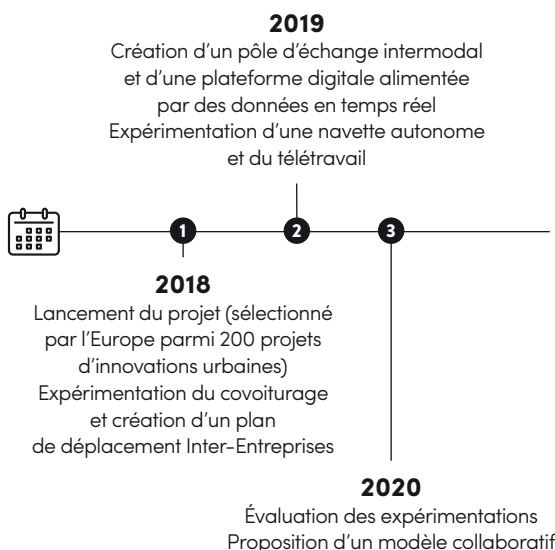 2019
Création d’un pôle d’échange intermodal
et d’une plateforme digitale alimentée
par des données en temps réel
Expérimentation d’une navette autonome
et du télétravail
1
2
3
2018
Lancement du projet (sélectionné
par l’Europe parmi 200 projets
d’innovations urbaines)
Expérimentation du covoiturage
et création d’un plan
de déplacement Inter-Entreprises
2020
Évaluation des expérimentations
Proposition d’un modèle collaboratif